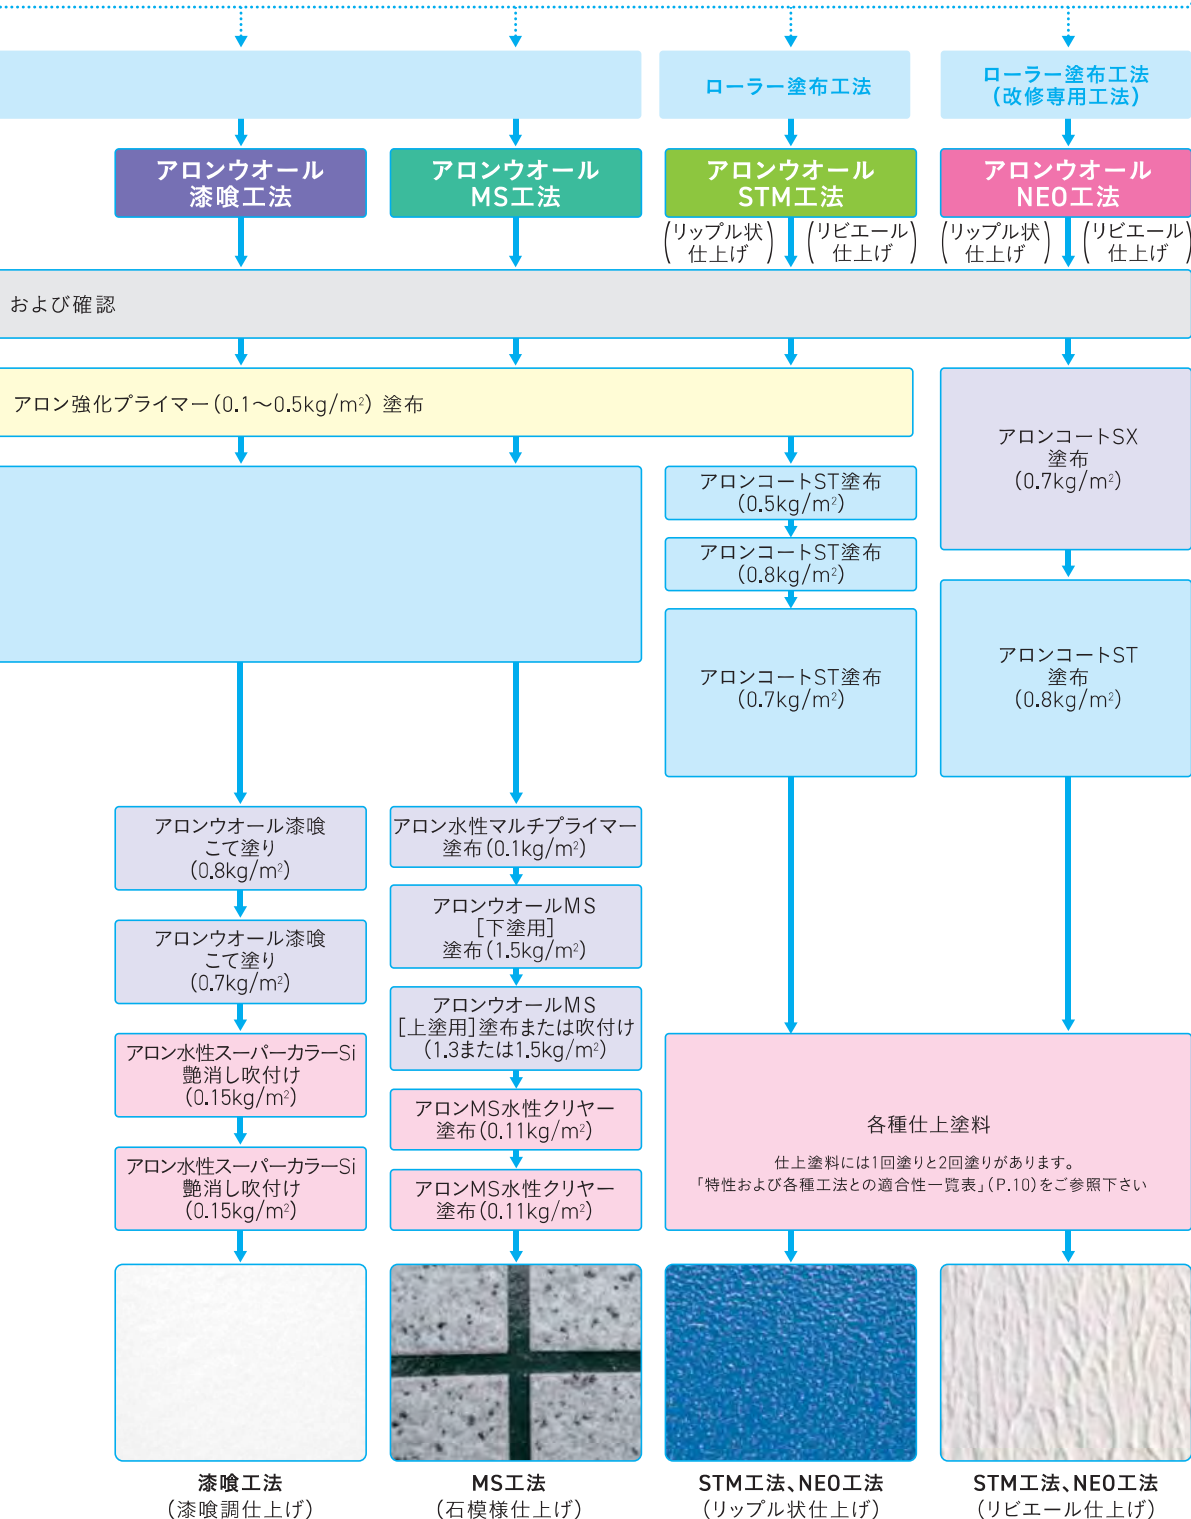 ローラー塗布工法
ローラー塗布工法
(改修専用工法)
アロンウオール
漆喰工法
アロンウオール
MS工法
アロンウオール
STM工法
アロンウオール
NEO工法
(リップル状
仕上げ)
(リビエール
仕上げ)
(リップル状
仕上げ)
(リビエール
仕上げ)
および確認
アロン強化プライマー(0.1〜0.5kg/m²) 塗布
アロンコートST塗布
(0.5kg/m²)
アロンコートST塗布
(0.8kg/m²)
アロンコートST塗布
(0.7kg/m²)
アロンコートSX
塗布
(0.7kg/m²)
アロンコートST
塗布
(0.8kg/m²)
アロンウオール漆喰
こて塗り
(0.8kg/m²)
アロンウオール漆喰
こて塗り
(0.7kg/m²)
アロン水性スーパーカラーSi
艶消し吹付け
(0.15kg/m²)
アロン水性スーパーカラーSi
艶消し吹付け
(0.15kg/m²)
アロン水性マルチプライマー
塗布(0.1kg/m²)
アロンウオールMS
[下塗用]
塗布(1.5kg/m²)
アロンウオールMS
[上塗用]塗布または吹付け
(1.3または1.5kg/m²)
アロンMS水性クリヤー
塗布(0.11kg/m²)
アロンMS水性クリヤー
塗布(0.11kg/m²)
各種仕上塗料
仕上塗料には1回塗りと2回塗りがあります。
「特性および各種工法との適合性一覧表」(P.10)をご参照下さい
漆喰工法
(漆喰調仕上げ)
MS工法
(石模様仕上げ)
STM工法、NEO工法
(リップル状仕上げ)
STM工法、NEO工法
(リビエール仕上げ)